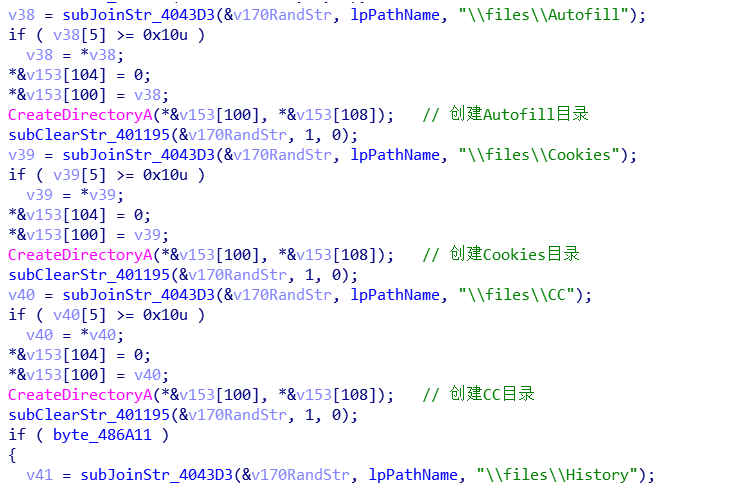 v38 = subJoinStr_4043D3(&v170RandStr, lpPathName, "\\files\\Autofill");
if ( v38[5] >= 0x10u )
  v38 = *v38;
*&v153[104] = 0;
*&v153[100] = v38;
CreateDirectoryA(*&v153[100], *&v153[108]);   // 创建Autofill目录
subClearStr_401195(&v170RandStr, 1, 0);
v39 = subJoinStr_4043D3(&v170RandStr, lpPathName, "\\files\\Cookies");
if ( v39[5] >= 0x10u )
  v39 = *v39;
*&v153[104] = 0;
*&v153[100] = v39;
CreateDirectoryA(*&v153[100], *&v153[108]);   // 创建Cookies目录
subClearStr_401195(&v170RandStr, 1, 0);
v40 = subJoinStr_4043D3(&v170RandStr, lpPathName, "\\files\\CC");
if ( v40[5] >= 0x10u )
  v40 = *v40;
*&v153[104] = 0;
*&v153[100] = v40;
CreateDirectoryA(*&v153[100], *&v153[108]);   // 创建CC目录
subClearStr_401195(&v170RandStr, 1, 0);
if ( byte_486A11 )
{
  v41 = subJoinStr_4043D3(&v170RandStr, lpPathName, "\\files\\History");